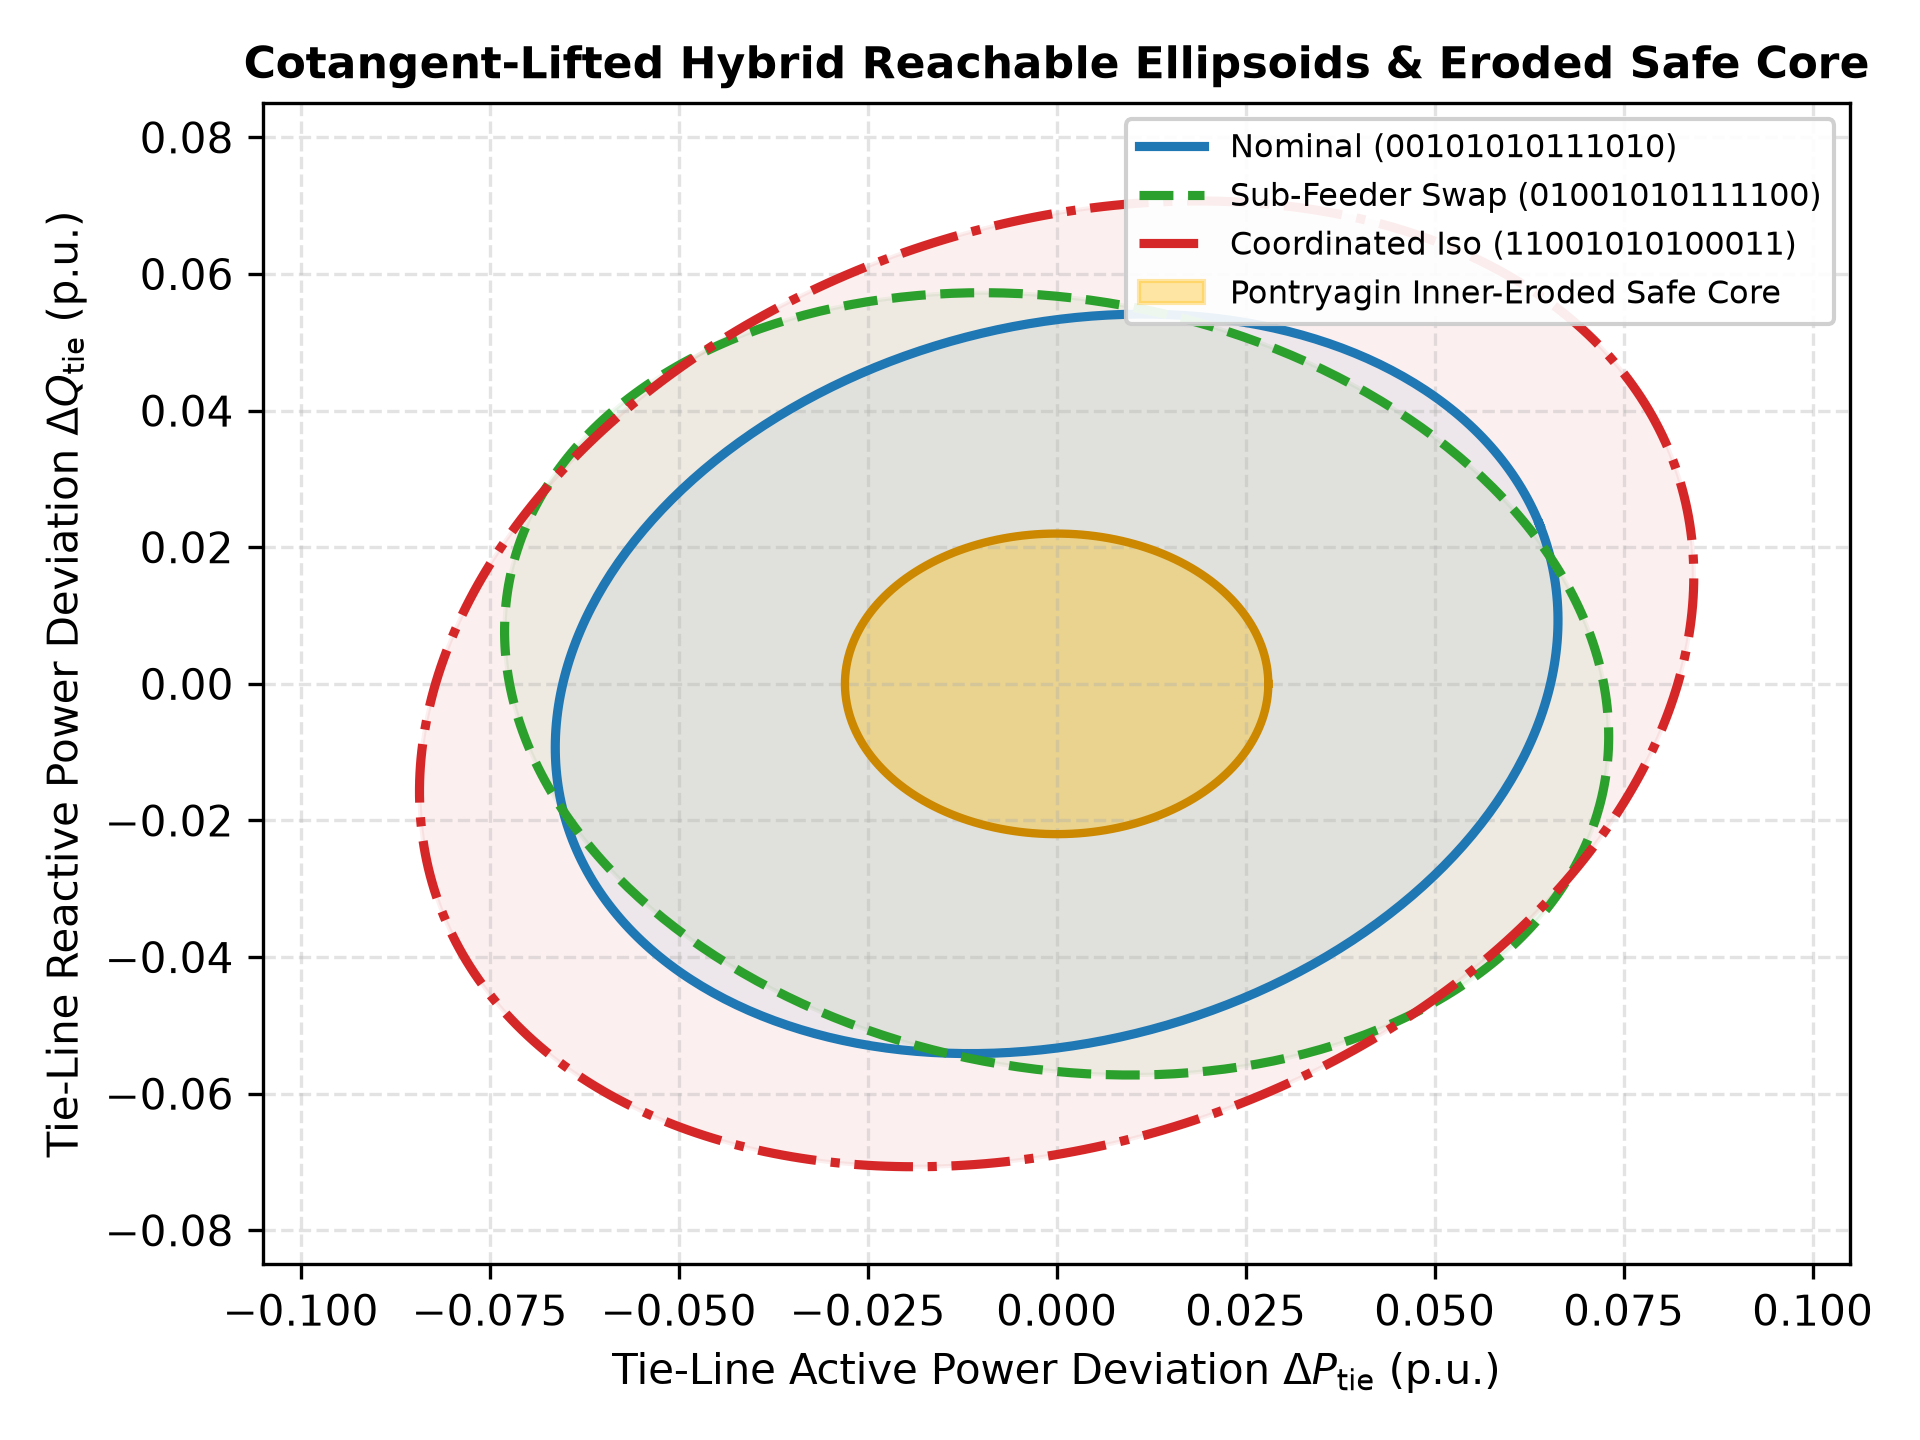 Cotangent-Lifted Hybrid Reachable Ellipsoids & Eroded Safe Core
Nominal (00101010111010)
Sub-Feeder Swap (01001010111100)
Coordinated Iso (11001010100011)
Pontryagin Inner-Eroded Safe Core
Tie-Line Reactive Power Deviation ΔQtie (p.u.)
0.08
0.06
0.04
0.02
0.00
−0.02
−0.04
−0.06
−0.08
−0.100 −0.075 −0.050 −0.025 0.000 0.025 0.050 0.075 0.100
Tie-Line Active Power Deviation ΔPtie (p.u.)